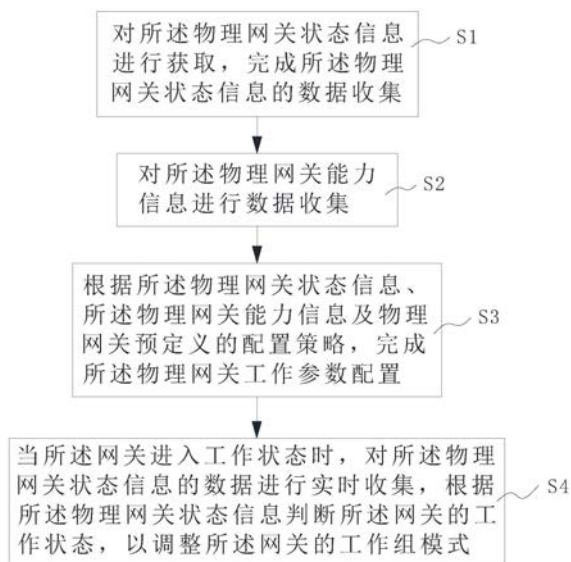 对所述物理网关状态信息
进行获取，完成所述物理
网关状态信息的数据收集
S1
对所述物理网关能力
信息进行数据收集
S2
根据所述物理网关状态信息、
所述物理网关能力信息及物理
网关预定义的配置策略，完成
所述物理网关工作参数配置
S3
当所述网关进入工作状态时，对所述物理
网关状态信息的数据进行实时收集，根据
所述物理网关状态信息判断所述网关的工
作状态，以调整所述网关的工作组模式
S4